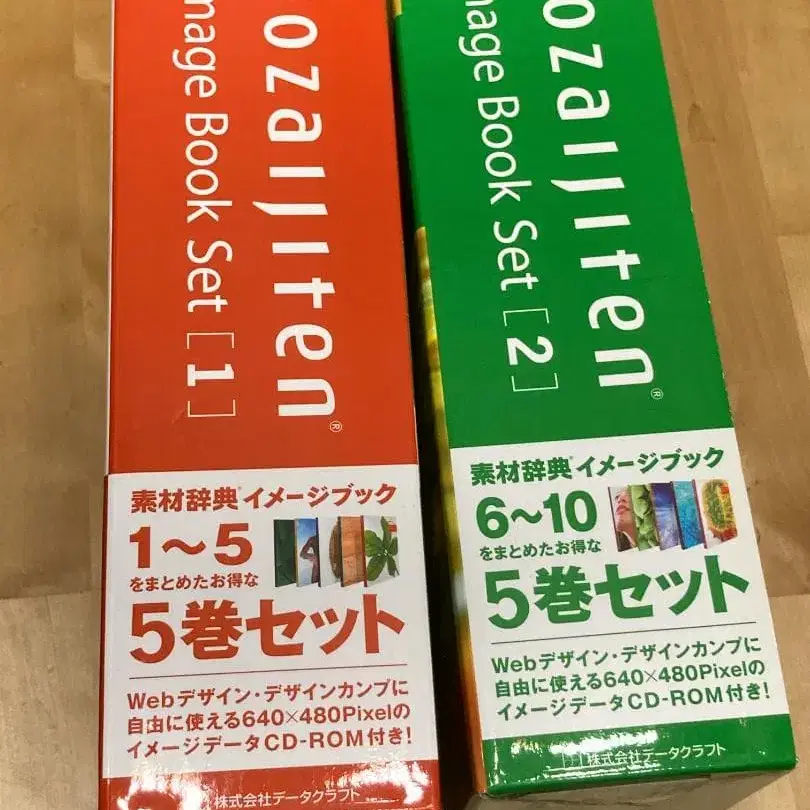 ozaijiten®
mage Book Set [1]
素材辞典®イメージブック
1〜5
をまとめたお得な
5巻セット
Webデザイン・デザインカンプに
自由に使える640×480Pixelの
イメージデータCD-ROM付き!
株式会社データクラフト
ozaijiten®
mage Book Set [2]
素材辞典®イメージブック
6〜10
をまとめたお得な
5巻セット
Webデザイン・デザインカンプに
自由に使える640×480Pixelの
イメージデータCD-ROM付き!
株式会社データクラフト